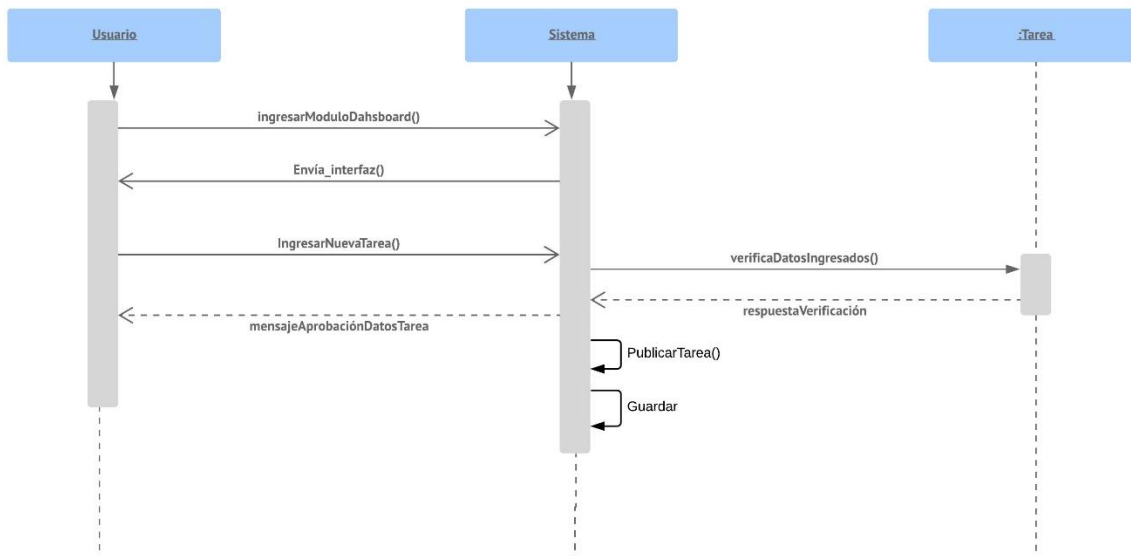 Usuario
Sistema
:Tarea
ingresarModuloDahsboard()
Envía_interfaz()
IngresarNuevaTarea()
verificaDatosIngresados()
respuestaVerificación
mensajeAprobaciónDatosTarea
PublicarTarea()
Guardar